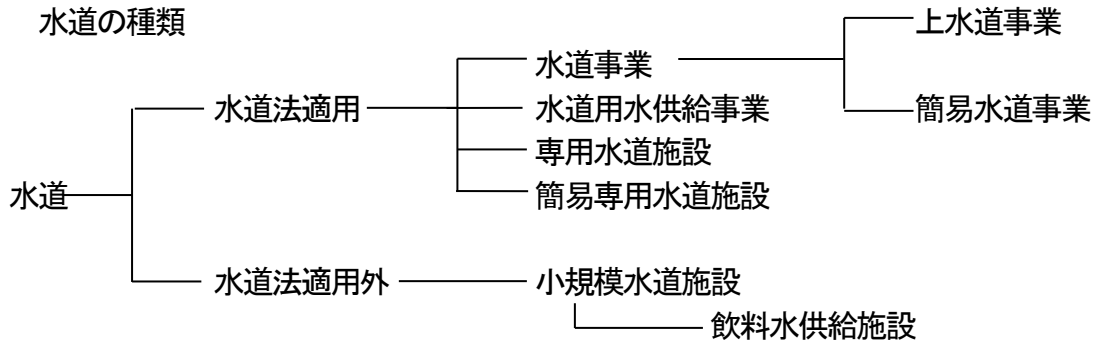 水道の種類
上水道事業
水道事業
水道法適用
水道用水供給事業
簡易水道事業
専用水道施設
水道
簡易専用水道施設
水道法適用外
小規模水道施設
飲料水供給施設